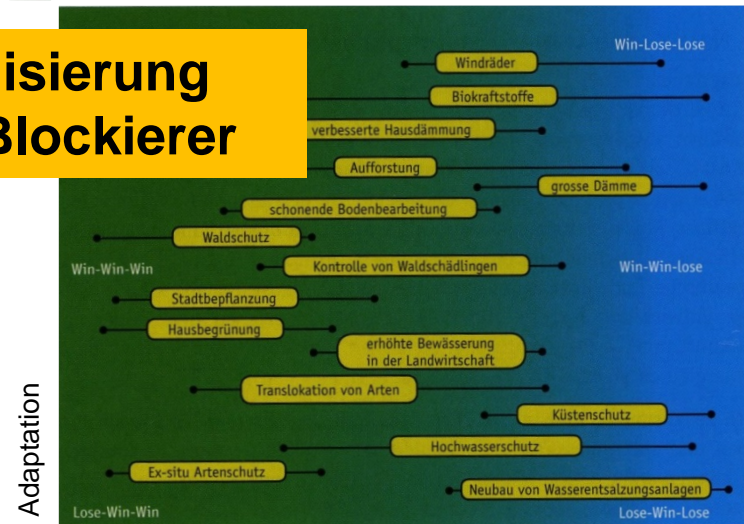 Win-Lose-Lose
Windräder
isierung
Blockierer
Biokraftstoffe
verbesserte Hausdämmung
Aufforstung
grosse Dämme
schonende Bodenbearbeitung
Waldschutz
Win-Win-Win
Kontrolle von Waldschädlingen
Win-Win-lose
Stadtbepflanzung
Hausbegrünung
erhöhte Bewässerung
in der Landwirtschaft
Translokation von Arten
Küstenschutz
Hochwasserschutz
Ex-situ Artenschutz
Neubau von Wasserentsalzungsanlagen
Lose-Win-Win
Lose-Win-Lose
Adaptation